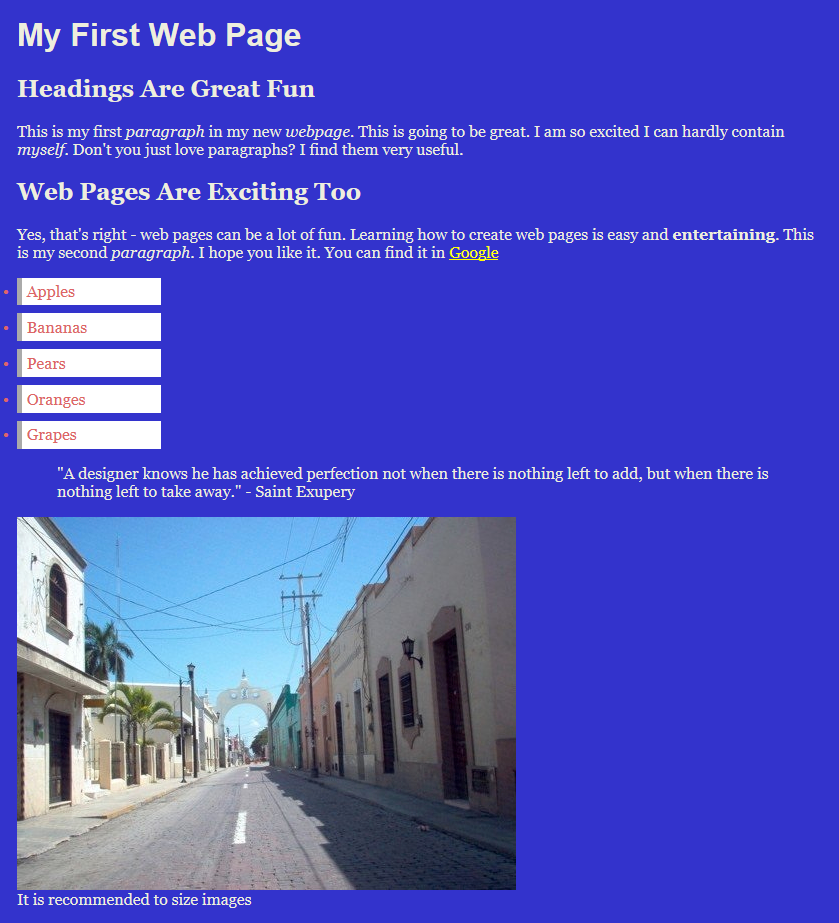 My First Web Page
Headings Are Great Fun
This is my first paragraph in my new webpage. This is going to be great. I am so excited I can hardly contain
myself. Don't you just love paragraphs? I find them very useful.
Web Pages Are Exciting Too
Yes, that's right - web pages can be a lot of fun. Learning how to create web pages is easy and entertaining. This
is my second paragraph. I hope you like it. You can find it in Google
Apples
Bananas
Pears
Oranges
Grapes
"A designer knows he has achieved perfection not when there is nothing left to add, but when there is
nothing left to take away." - Saint Exupery
It is recommended to size images